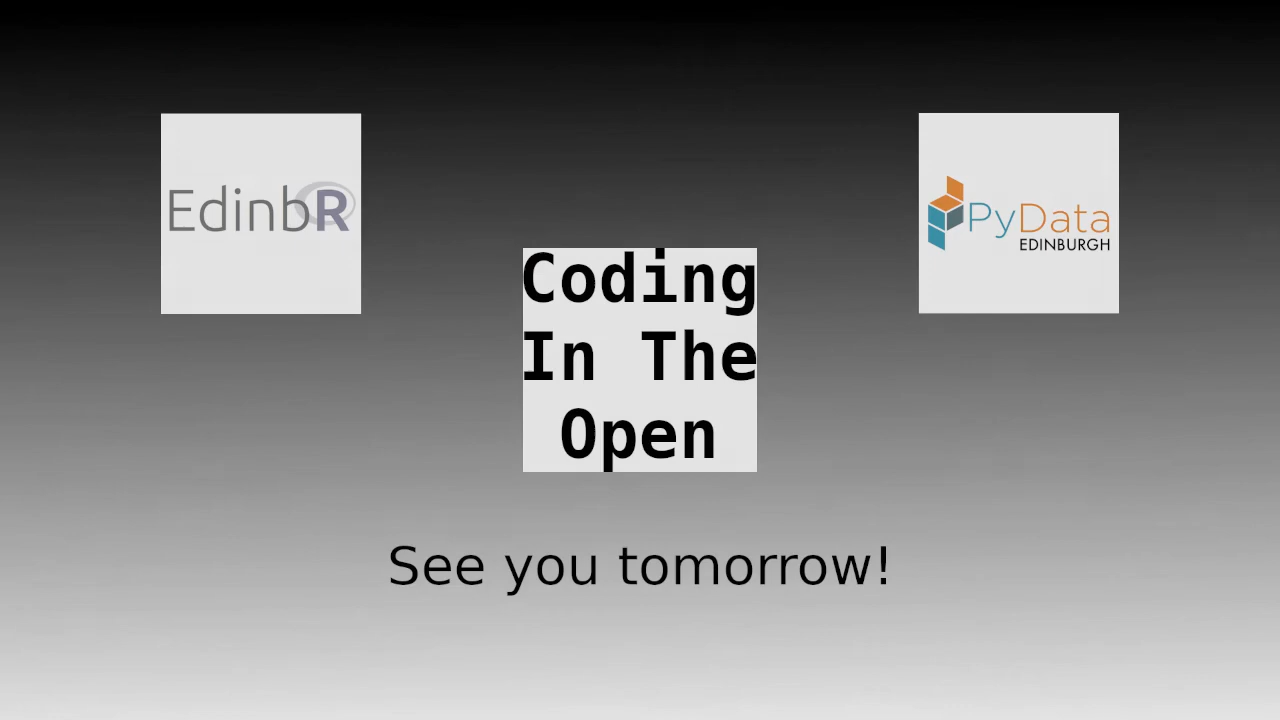 EdinbR
PyData
EDINBURGH
Coding
In The
Open
See you tomorrow!